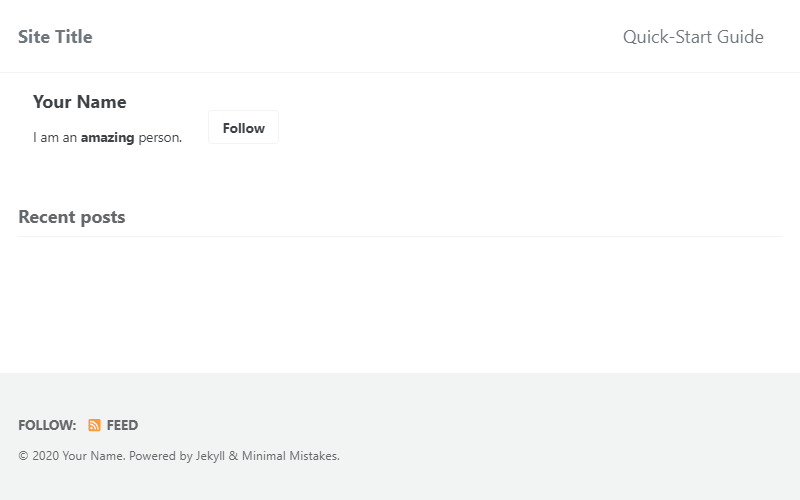 Site Title
Quick-Start Guide
Your Name
I am an amazing person.
Follow
Recent posts
FOLLOW: FEED
© 2020 Your Name. Powered by Jekyll & Minimal Mistakes.